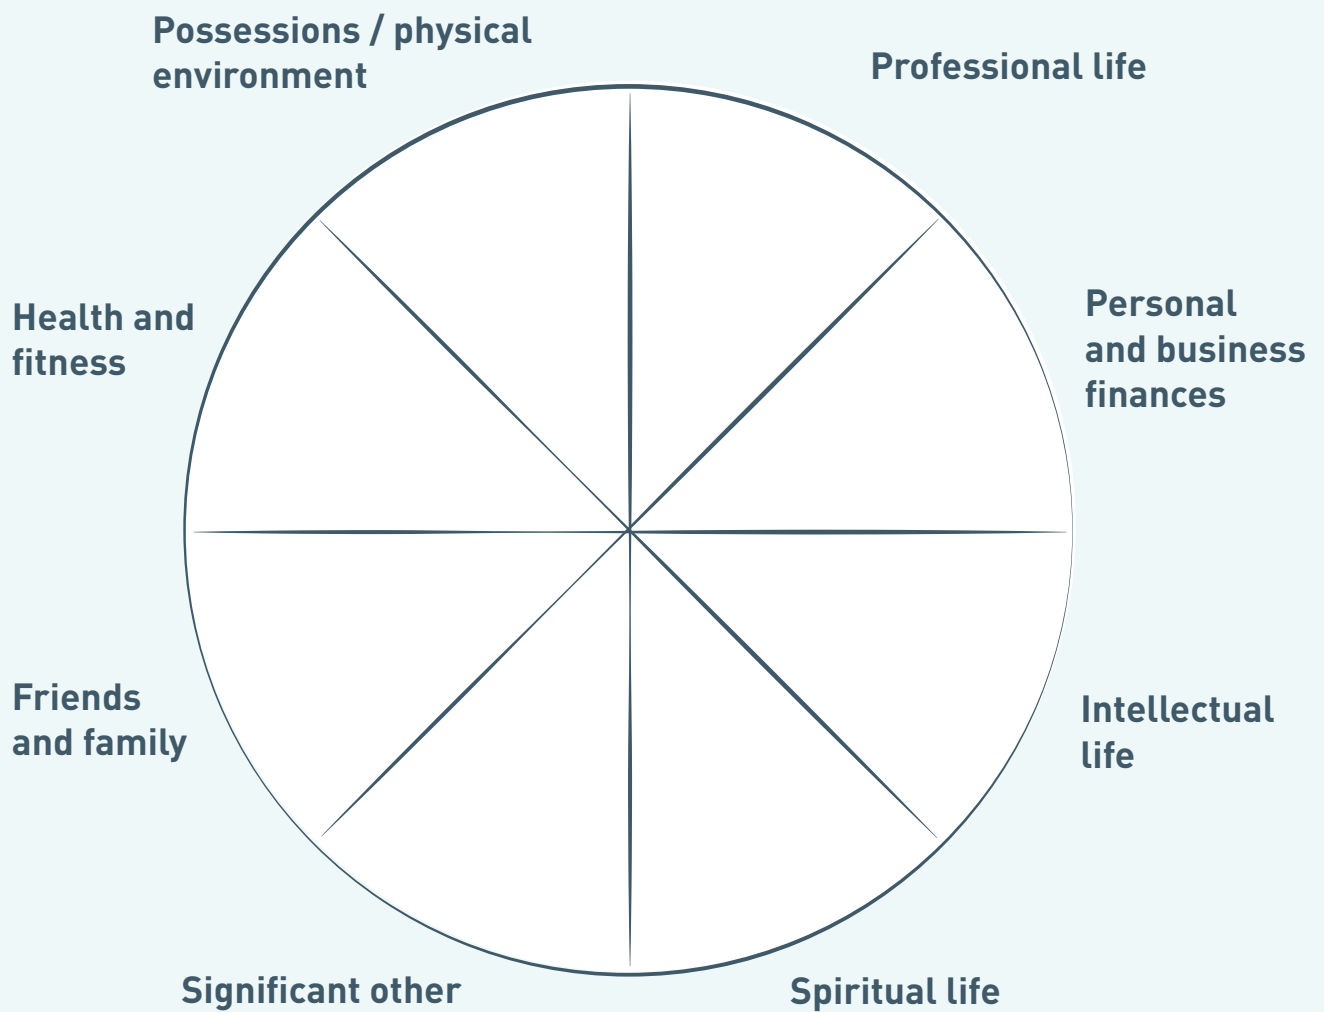 Possessions / physical
environment
Professional life
Health and
fitness
Personal
and business
finances
Friends
and family
Intellectual
life
Significant other
Spiritual life